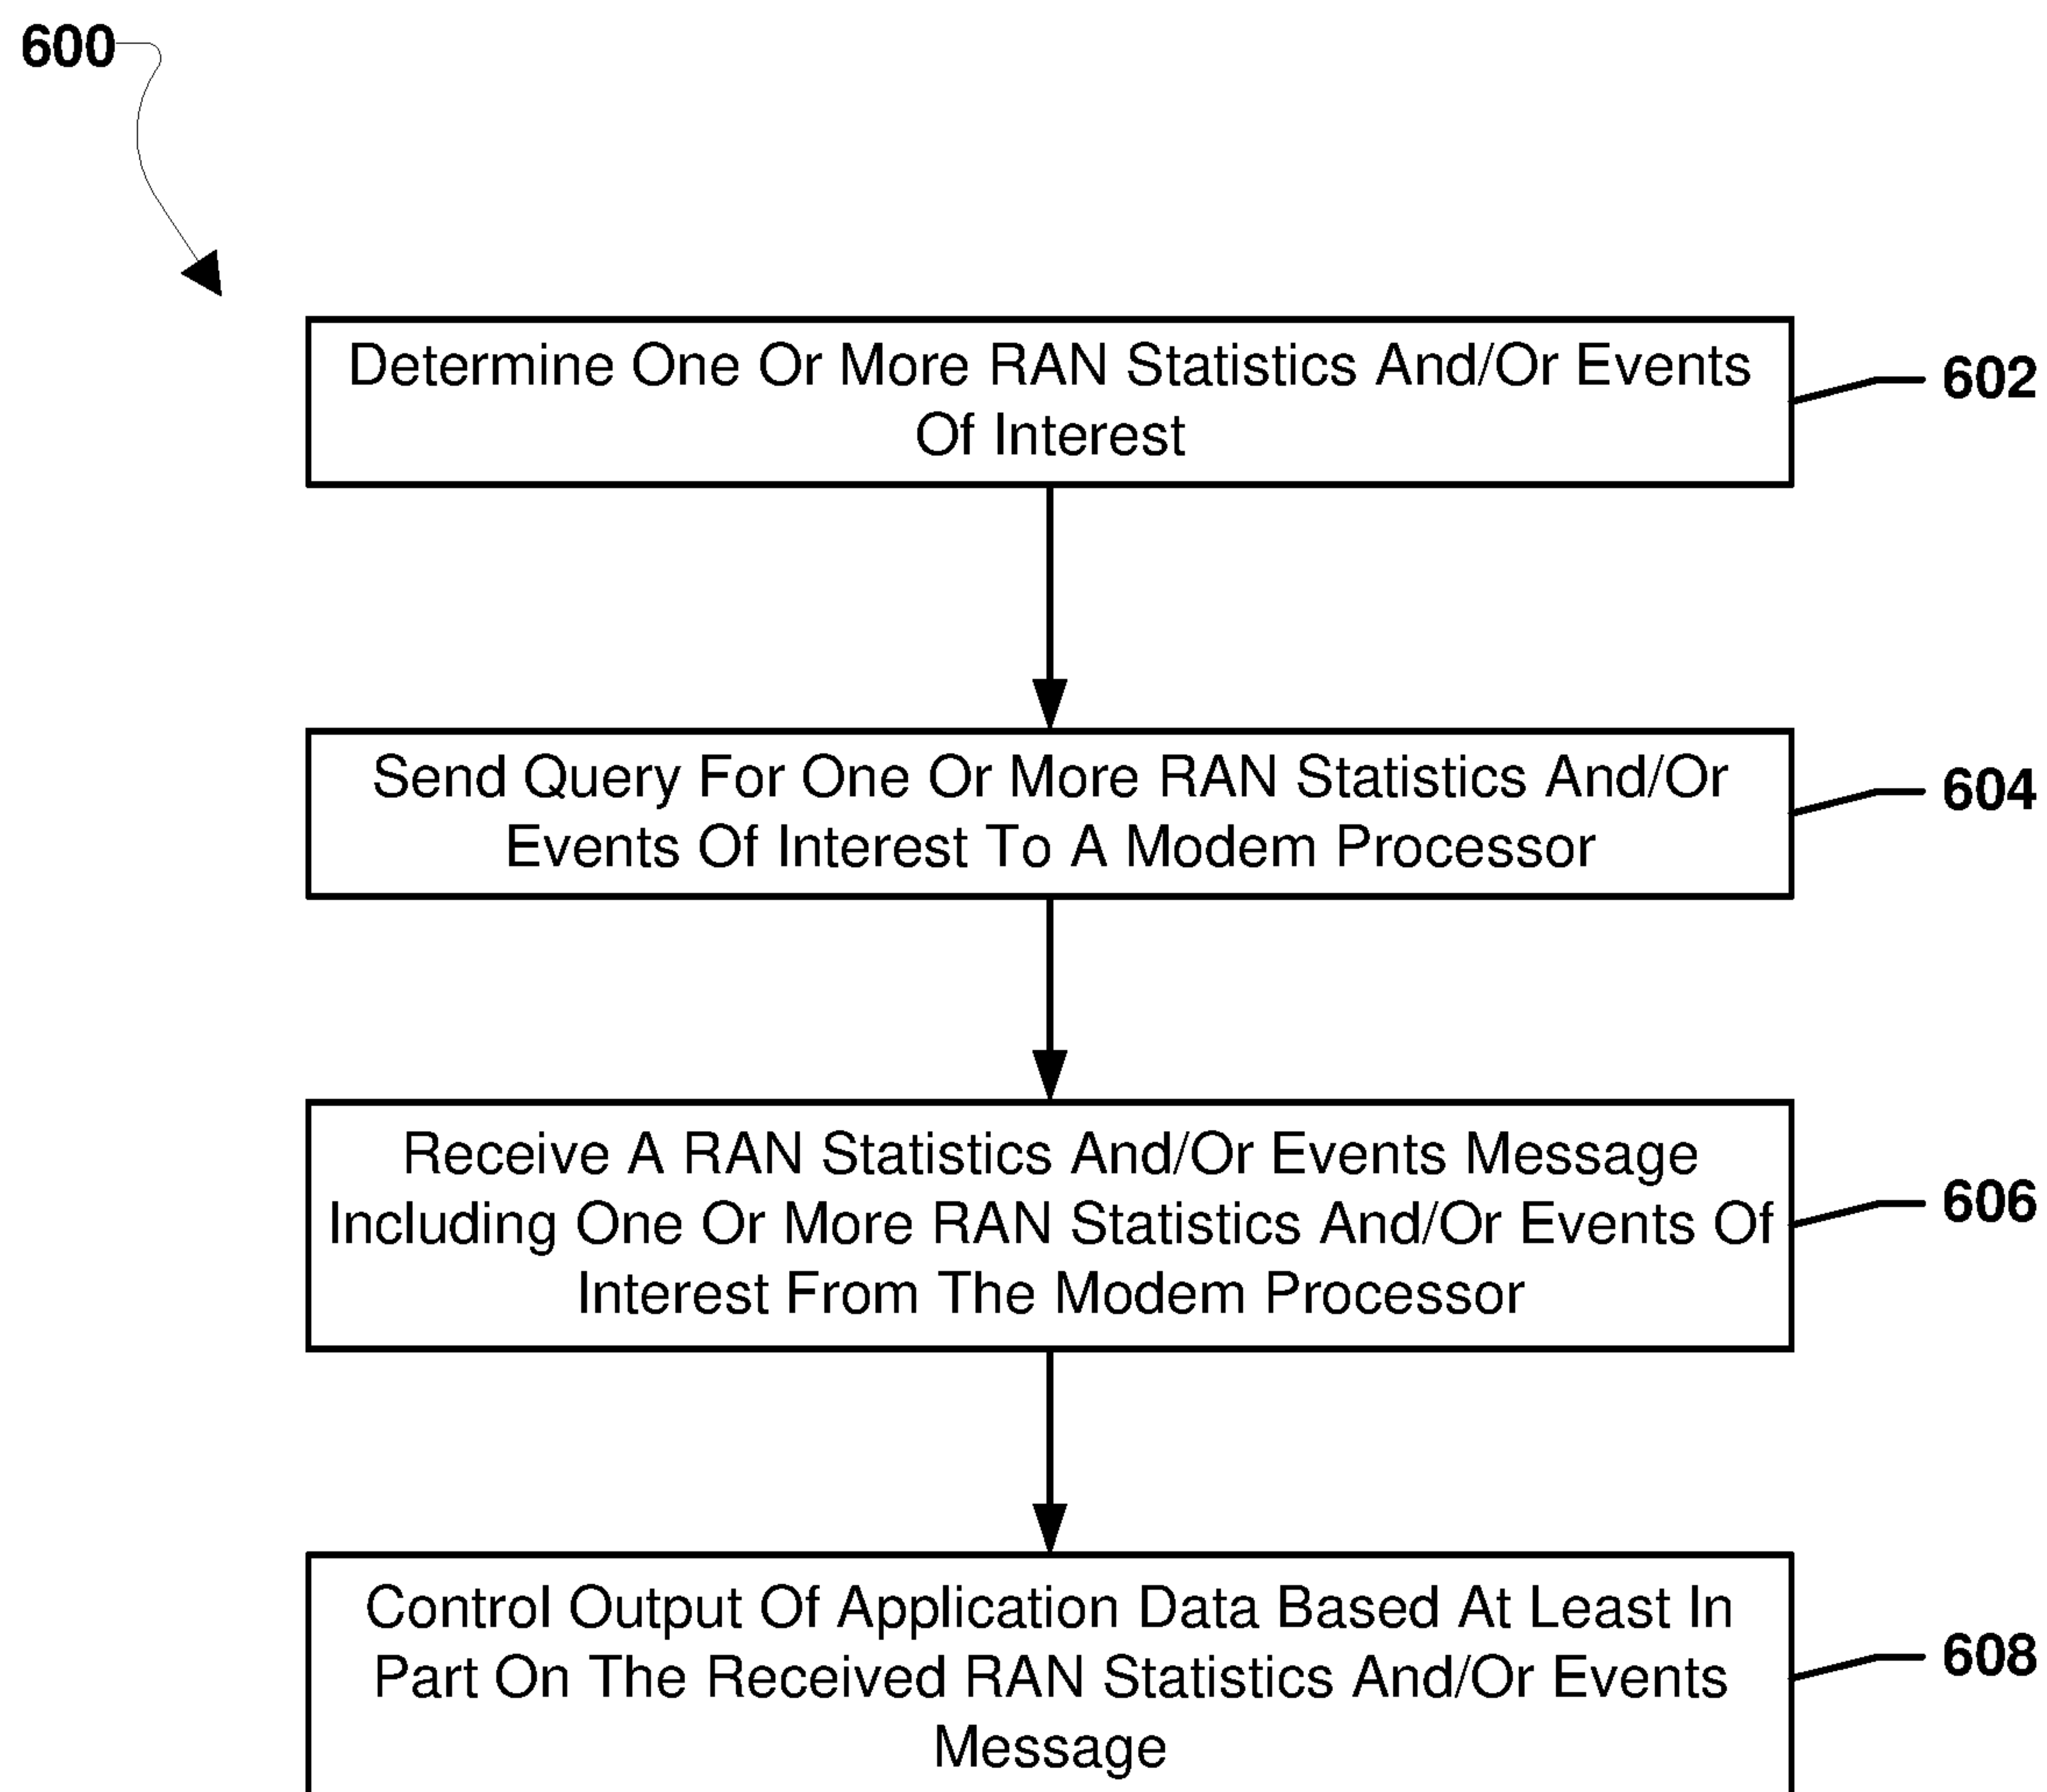 600
Determine One Or More RAN Statistics And/Or Events
Of Interest
602
Send Query For One Or More RAN Statistics And/Or
Events Of Interest To A Modem Processor
604
Receive A RAN Statistics And/Or Events Message
Including One Or More RAN Statistics And/Or Events Of
Interest From The Modem Processor
606
Control Output Of Application Data Based At Least In
Part On The Received RAN Statistics And/Or Events
Message
608